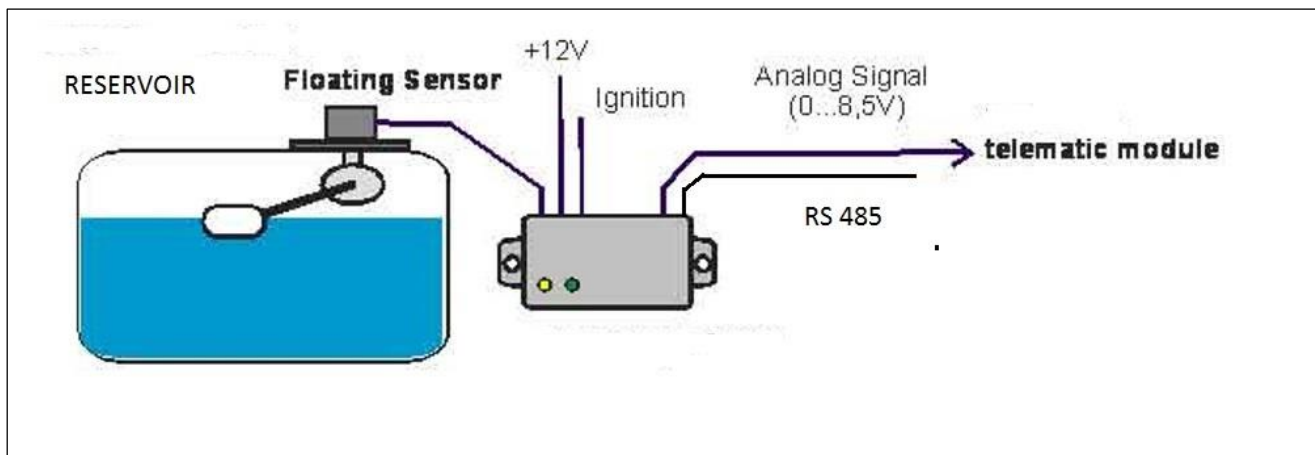 RESERVOIR
Floating Sensor
+12V
Ignition
Analog Signal
(0...8,5V)
telematic module
RS 485